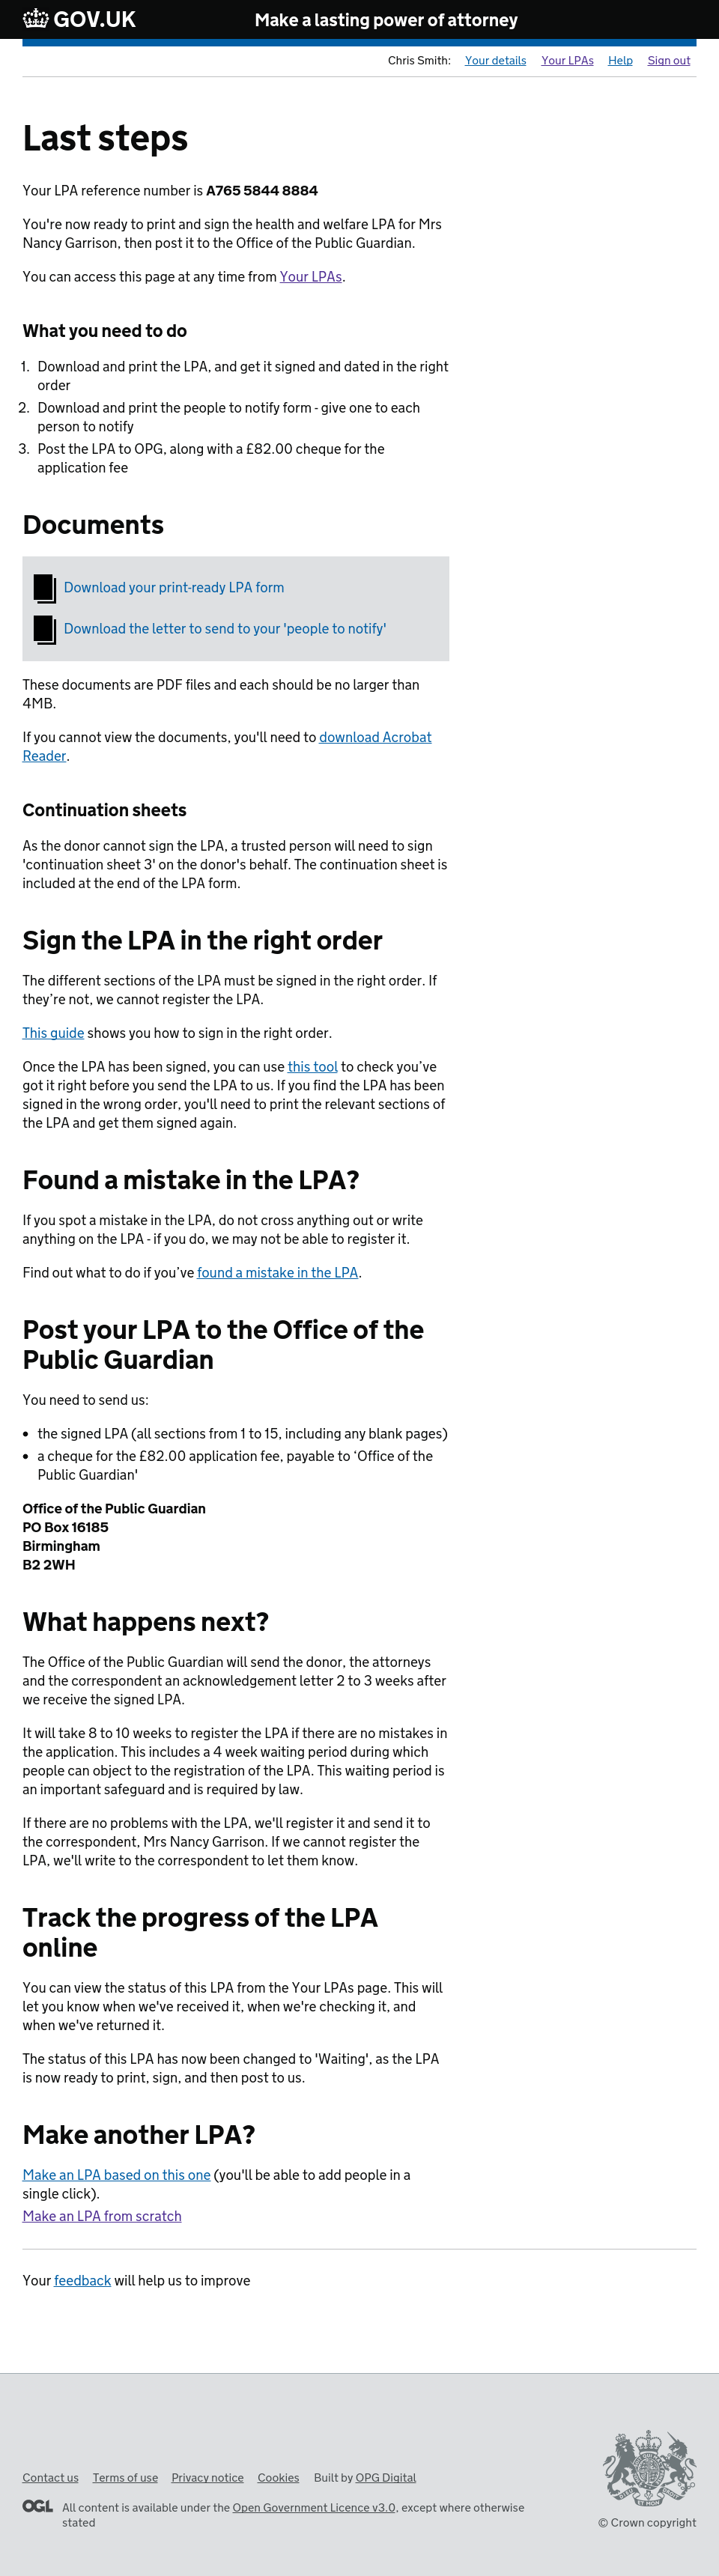 GOV.UK
Make a lasting power of attorney
Chris Smith: Your details Your LPAs Help Sign out
Last steps
Your LPA reference number is A765 5844 8884
You're now ready to print and sign the health and welfare LPA for Mrs
Nancy Garrison, then post it to the Office of the Public Guardian.
You can access this page at any time from Your LPAs.
What you need to do
1. Download and print the LPA, and get it signed and dated in the right
order
2. Download and print the people to notify form - give one to each
person to notify
3. Post the LPA to OPG, along with a £82.00 cheque for the
application fee
Documents
Download your print-ready LPA form
Download the letter to send to your 'people to notify'
These documents are PDF files and each should be no larger than
4MB.
If you cannot view the documents, you'll need to download Acrobat
Reader.
Continuation sheets
As the donor cannot sign the LPA, a trusted person will need to sign
'continuation sheet 3' on the donor's behalf. The continuation sheet is
included at the end of the LPA form.
Sign the LPA in the right order
The different sections of the LPA must be signed in the right order. If
they’re not, we cannot register the LPA.
This guide shows you how to sign in the right order.
Once the LPA has been signed, you can use this tool to check you’ve
got it right before you send the LPA to us. If you find the LPA has been
signed in the wrong order, you'll need to print the relevant sections of
the LPA and get them signed again.
Found a mistake in the LPA?
If you spot a mistake in the LPA, do not cross anything out or write
anything on the LPA - if you do, we may not be able to register it.
Find out what to do if you’ve found a mistake in the LPA.
Post your LPA to the Office of the
Public Guardian
You need to send us:
• the signed LPA (all sections from 1 to 15, including any blank pages)
• a cheque for the £82.00 application fee, payable to ‘Office of the
Public Guardian'
Office of the Public Guardian
PO Box 16185
Birmingham
B2 2WH
What happens next?
The Office of the Public Guardian will send the donor, the attorneys
and the correspondent an acknowledgement letter 2 to 3 weeks after
we receive the signed LPA.
It will take 8 to 10 weeks to register the LPA if there are no mistakes in
the application. This includes a 4 week waiting period during which
people can object to the registration of the LPA. This waiting period is
an important safeguard and is required by law.
If there are no problems with the LPA, we'll register it and send it to
the correspondent, Mrs Nancy Garrison. If we cannot register the
LPA, we'll write to the correspondent to let them know.
Track the progress of the LPA
online
You can view the status of this LPA from the Your LPAs page. This will
let you know when we've received it, when we're checking it, and
when we've returned it.
The status of this LPA has now been changed to 'Waiting', as the LPA
is now ready to print, sign, and then post to us.
Make another LPA?
Make an LPA based on this one (you'll be able to add people in a
single click).
Make an LPA from scratch
Your feedback will help us to improve
Contact us Terms of use Privacy notice Cookies Built by OPG Digital
OGL All content is available under the Open Government Licence v3.0, except where otherwise
stated
© Crown copyright